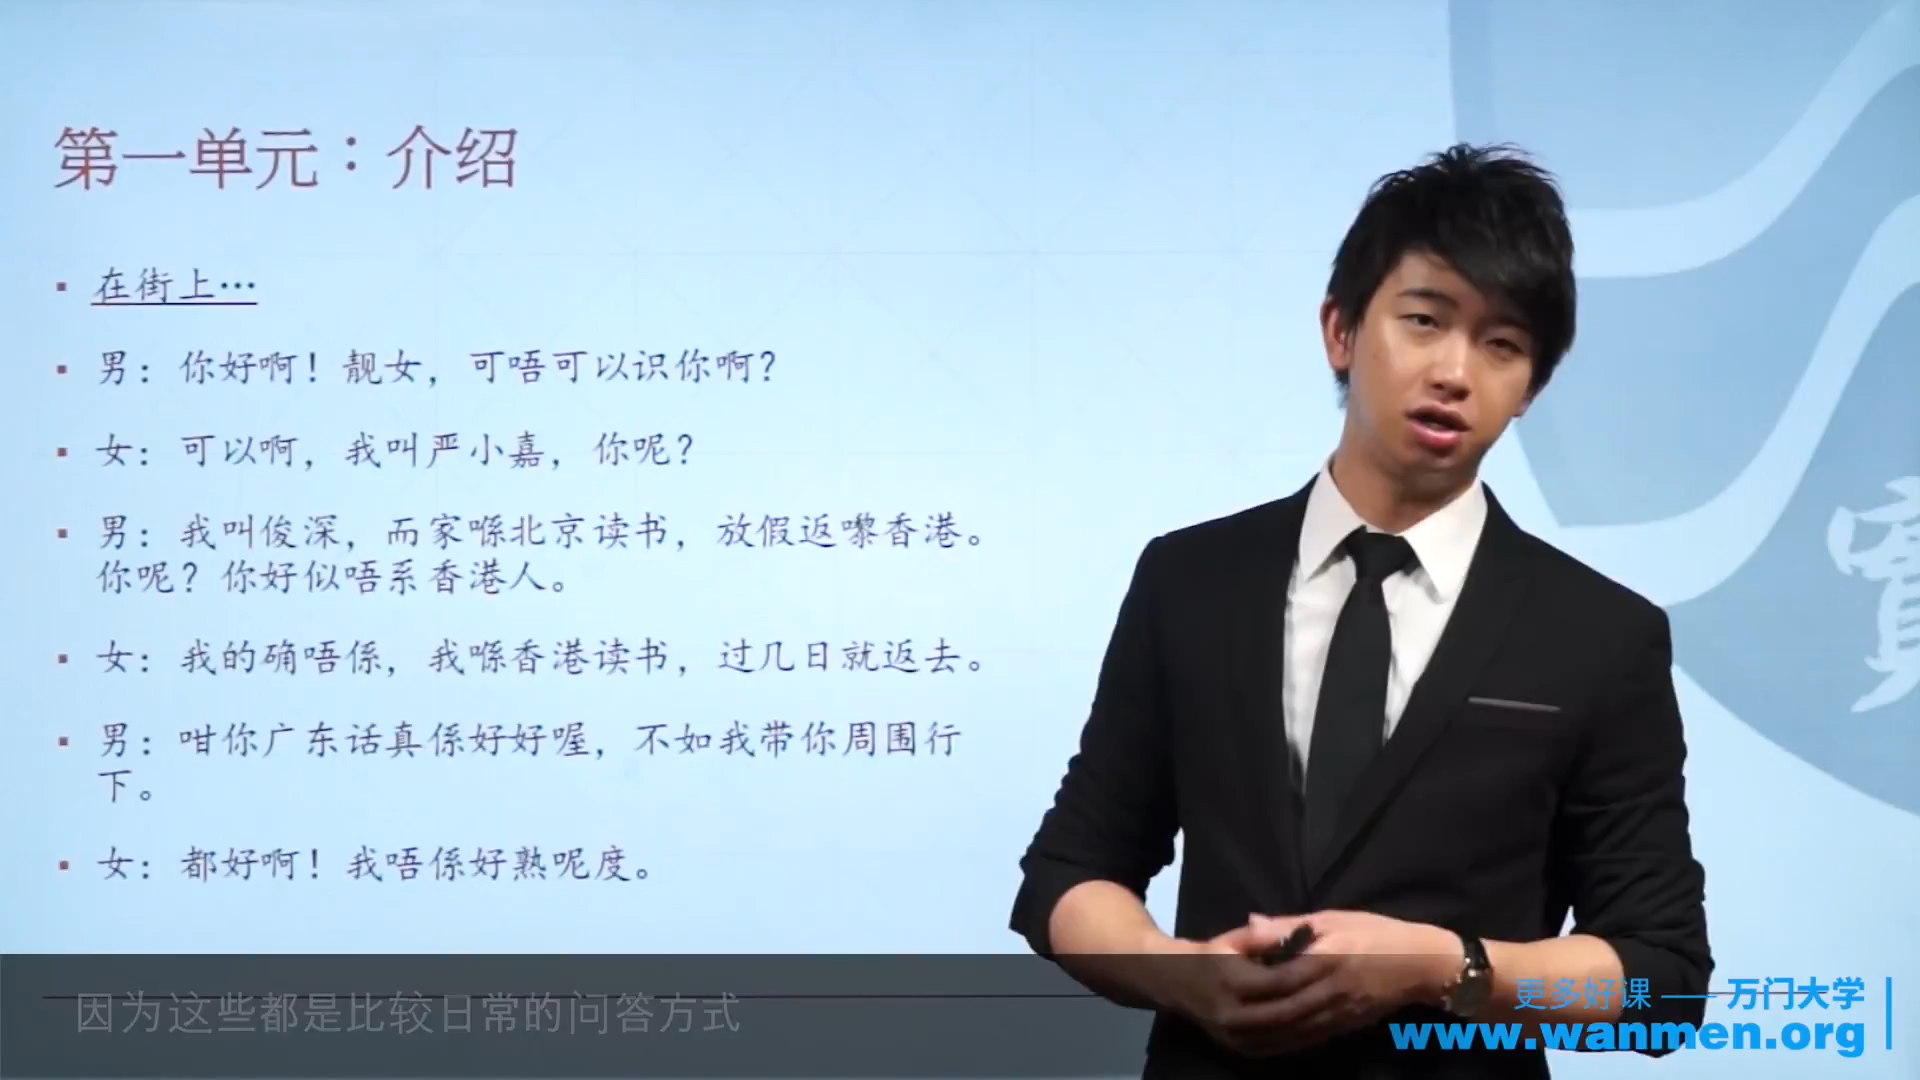 第一单元：介绍
在街上…
男：你好啊！靓女，可唔可以识你啊？
女：可以啊，我叫严小嘉，你呢？
男：我叫俊深，而家喺北京读书，放假返嚟香港。
你呢？你好似唔系香港人。
女：我的确唔係，我喺香港读书，过几日就返去。
男：咁你广东话真係好好喔，不如我带你周围行
下。
女：都好啊！我唔係好熟呢度。
寳
因为这些都是比较日常的问答方式
更多好课 —— 万门大学
www.wanmen.org